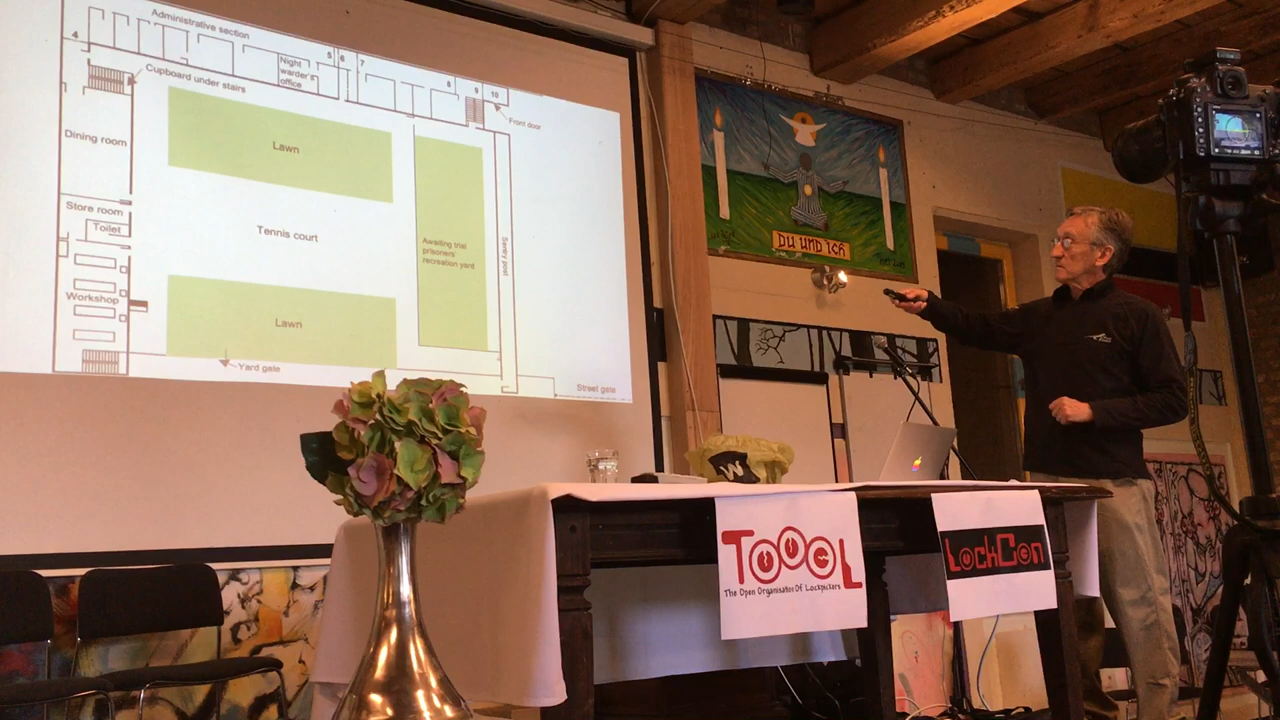 Administrative section
4
5
6
7
8
9
10
Night
warder's
office
Cupboard under stairs
Front door
Dining room
Lawn
Store room
Toilet
Tennis court
Awaiting trial
prisoners'
recreation yard
Workshop
Lawn
Yard gate
Street gate
DU UND ICH
W
TOOOL
The Open Organisation Of Lockpickers
LockCon